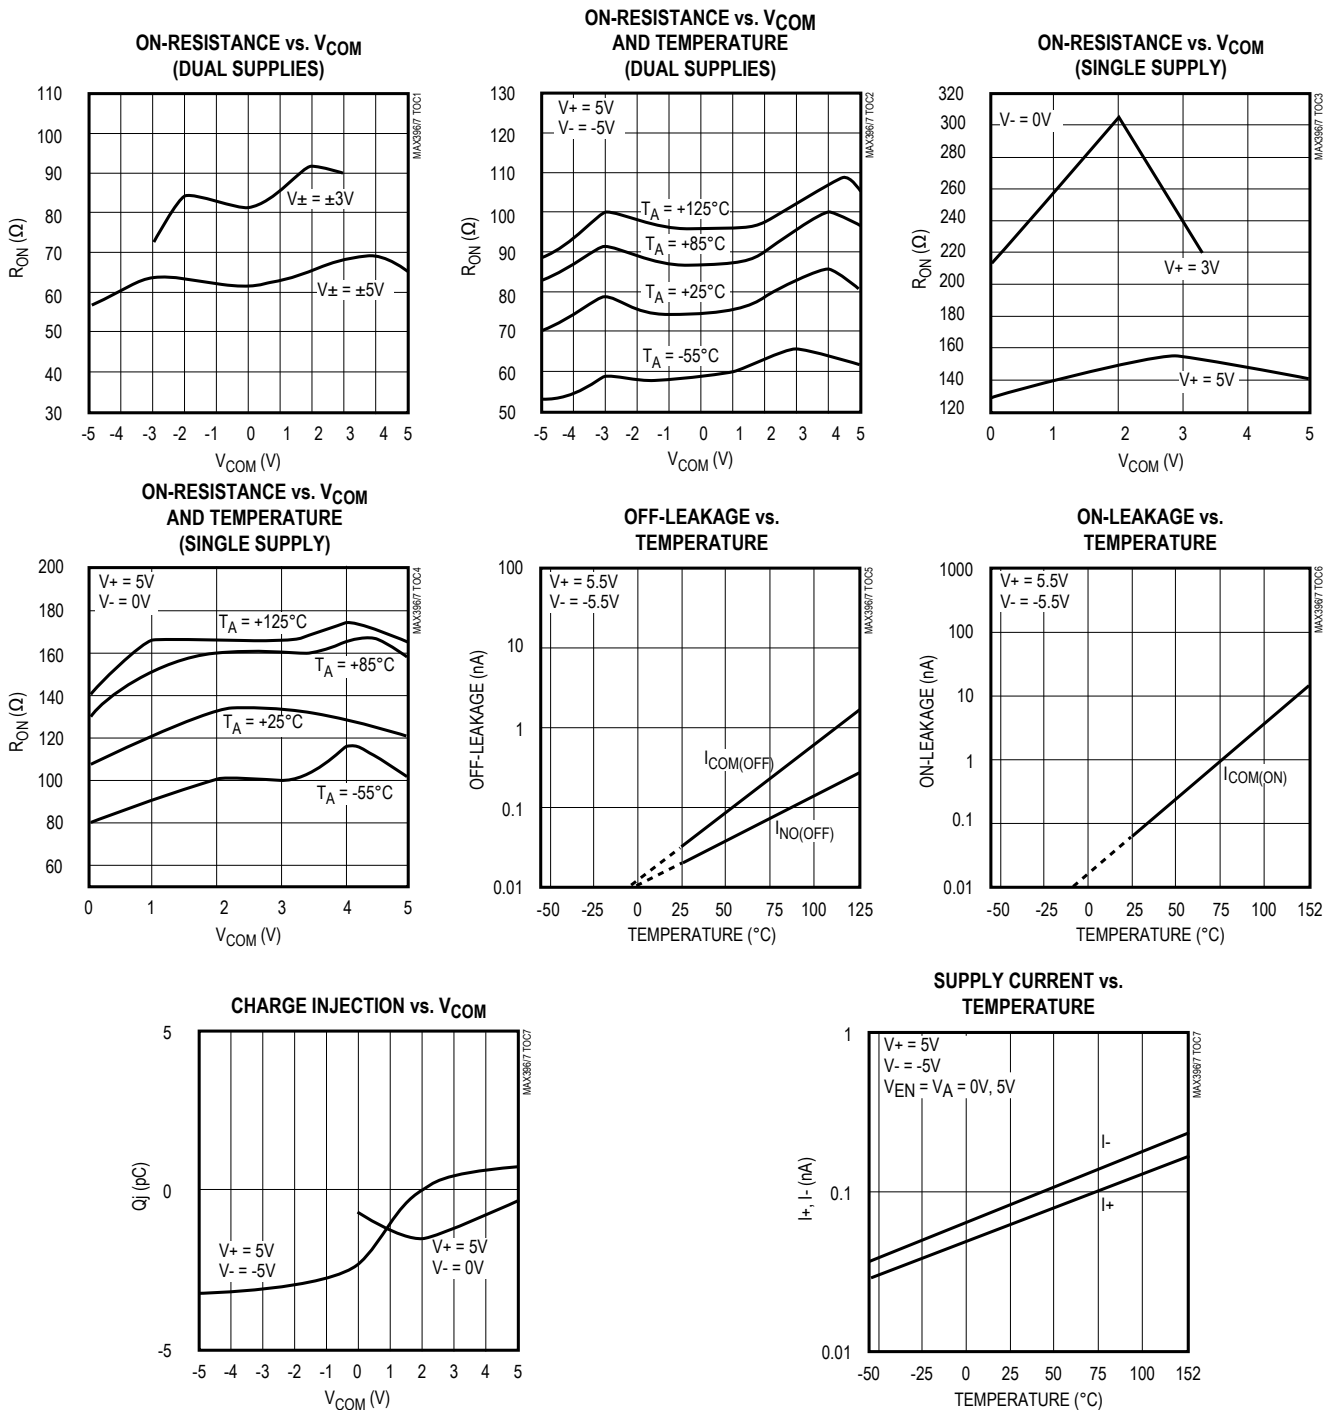 ON-RESISTANCE vs. VCOM
(DUAL SUPPLIES)
110
100
90
80
70
60
50
40
30
RON (Ω)
V± = ±3V
V± = ±5V
-5 -4 -3 -2 -1 0 1 2 3 4 5
VCOM (V)
MAX396/7 TOC1
ON-RESISTANCE vs. VCOM
AND TEMPERATURE
(DUAL SUPPLIES)
130
120
110
100
90
80
70
60
50
RON (Ω)
V+ = 5V
V- = -5V
TA = +125°C
TA = +85°C
TA = +25°C
TA = -55°C
-5 -4 -3 -2 -1 0 1 2 3 4 5
VCOM (V)
MAX396/7 TOC2
ON-RESISTANCE vs. VCOM
(SINGLE SUPPLY)
320
300
280
260
240
220
200
180
160
140
120
RON (Ω)
V- = 0V
V+ = 3V
V+ = 5V
0 1 2 3 4 5
VCOM (V)
MAX396/7 TOC3
ON-RESISTANCE vs. VCOM
AND TEMPERATURE
(SINGLE SUPPLY)
200
180
160
140
120
100
80
60
RON (Ω)
V+ = 5V
V- = 0V
TA = +125°C
TA = +85°C
TA = +25°C
TA = -55°C
0 1 2 3 4 5
VCOM (V)
MAX396/7 TOC4
OFF-LEAKAGE vs.
TEMPERATURE
100
10
1
0.1
0.01
OFF-LEAKAGE (nA)
V+ = 5.5V
V- = -5.5V
ICOM(OFF)
INO(OFF)
-50 -25 0 25 50 75 100 125
TEMPERATURE (°C)
MAX396/7 TOC5
ON-LEAKAGE vs.
TEMPERATURE
1000
100
10
1
0.1
0.01
ON-LEAKAGE (nA)
V+ = 5.5V
V- = -5.5V
ICOM(ON)
-50 -25 0 25 50 75 100 152
TEMPERATURE (°C)
MAX396/7 TOC6
CHARGE INJECTION vs. VCOM
5
0
-5
Qj (pC)
V+ = 5V
V- = -5V
V+ = 5V
V- = 0V
-5 -4 -3 -2 -1 0 1 2 3 4 5
VCOM (V)
MAX396/7 TOC7
SUPPLY CURRENT vs.
TEMPERATURE
1
0.1
0.01
I+, I- (nA)
V+ = 5V
V- = -5V
VEN = VA = 0V, 5V
I-
I+
-50 -25 0 25 50 75 100 152
TEMPERATURE (°C)
MAX396/7 TOC7